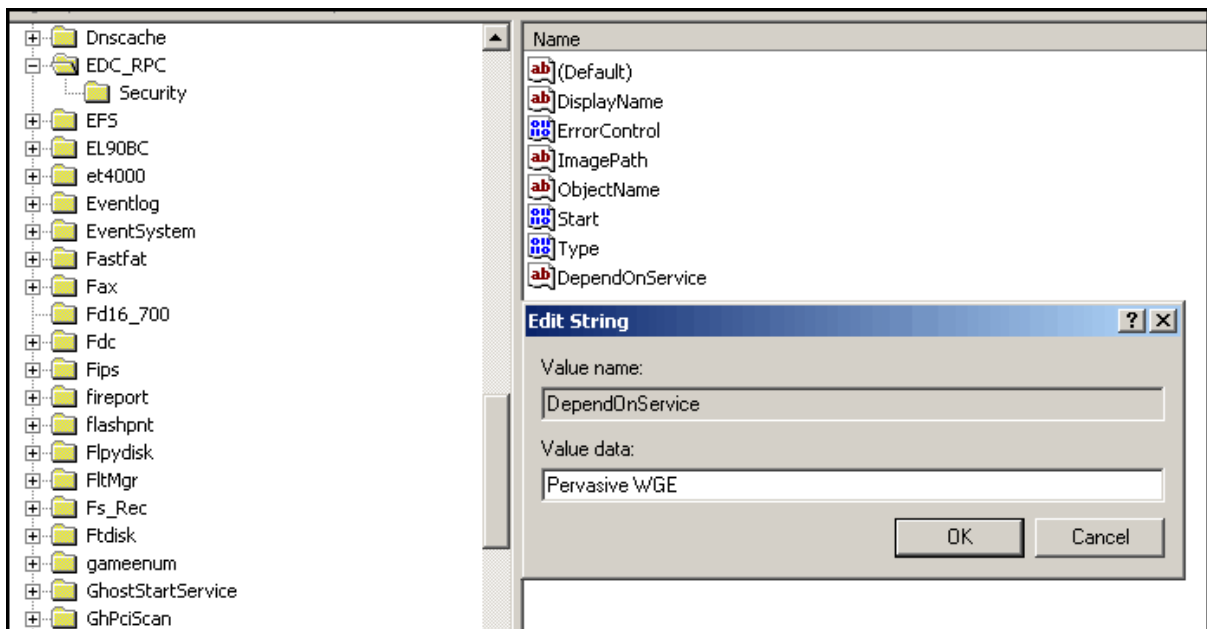 Dnscache
EDC_RPC
Security
EFS
EL90BC
et4000
Eventlog
EventSystem
Fastfat
Fax
Fd16_700
Fdc
Fips
fireport
flashpnt
Flpydisk
FltMgr
Fs_Rec
Ftdisk
gameenum
GhostStartService
GhPciScan
Name
(Default)
DisplayName
ErrorControl
ImagePath
ObjectName
Start
Type
DependOnService
Edit String
Value name:
DependOnService
Value data:
Pervasive WGE
OK Cancel